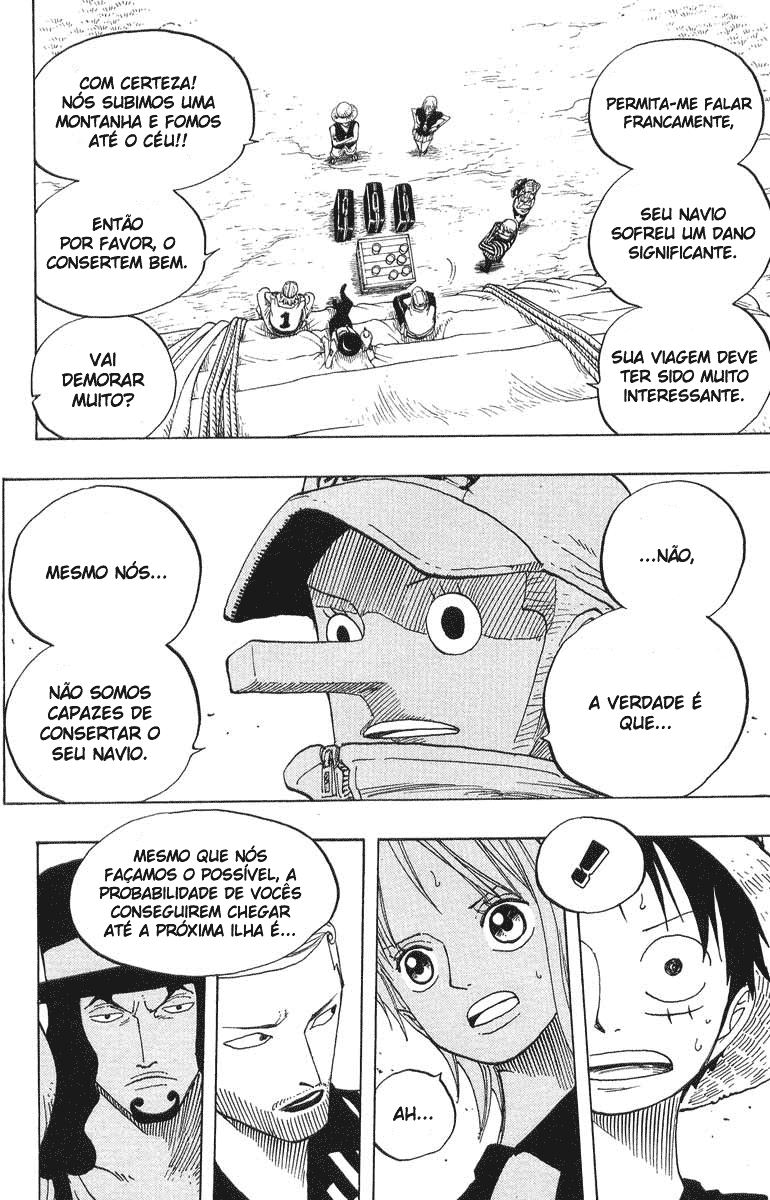 PERMITA-ME FALAR
FRANCAMENTE,
SEU NAVIO
SOFREU UM DANO
SIGNIFICANTE.
SUA VIAGEM DEVE
TER SIDO MUITO
INTERESSANTE.
COM CERTEZA!
NÓS SUBIMOS UMA
MONTANHA E FOMOS
ATÉ O CÉU!!
ENTÃO
POR FAVOR, O
CONSERTEM BEM.
VAI
DEMORAR
MUITO?
1
...NÃO,
A VERDADE É
QUE...
MESMO NÓS...
NÃO SOMOS
CAPAZES DE
CONSERTAR O
SEU NAVIO.
!!
AH...
MESMO QUE NÓS
FAÇAMOS O POSSÍVEL, A
PROBABILIDADE DE VOCÊS
CONSEGUIREM CHEGAR
ATÉ A PRÓXIMA ILHA É...